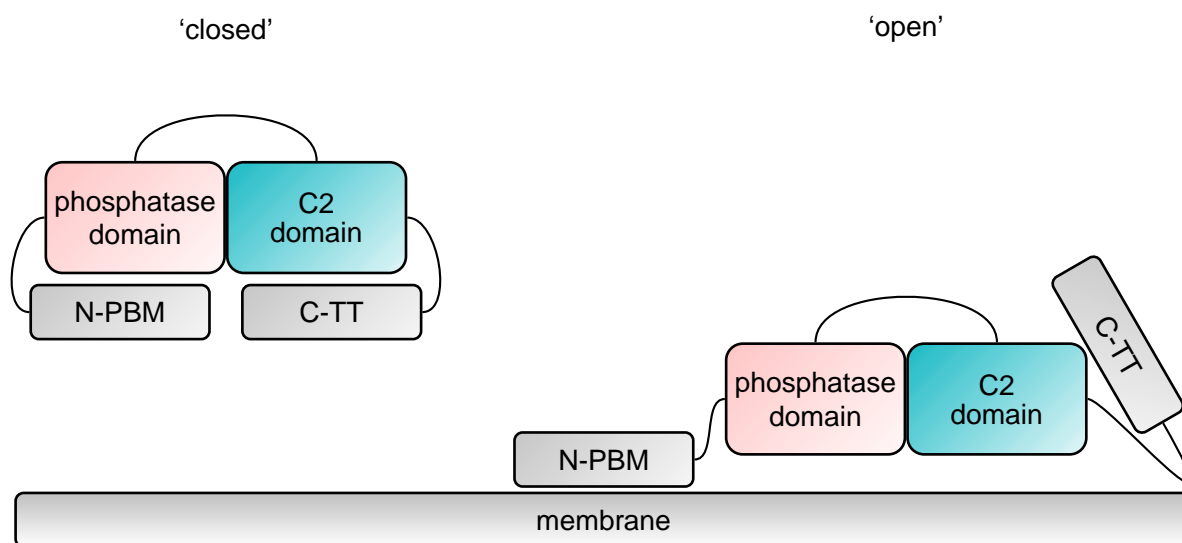 ‘closed’
‘open’
phosphatase
domain
C2
domain
N-PBM
C-TT
phosphatase
domain
C2
domain
C-TT
N-PBM
membrane